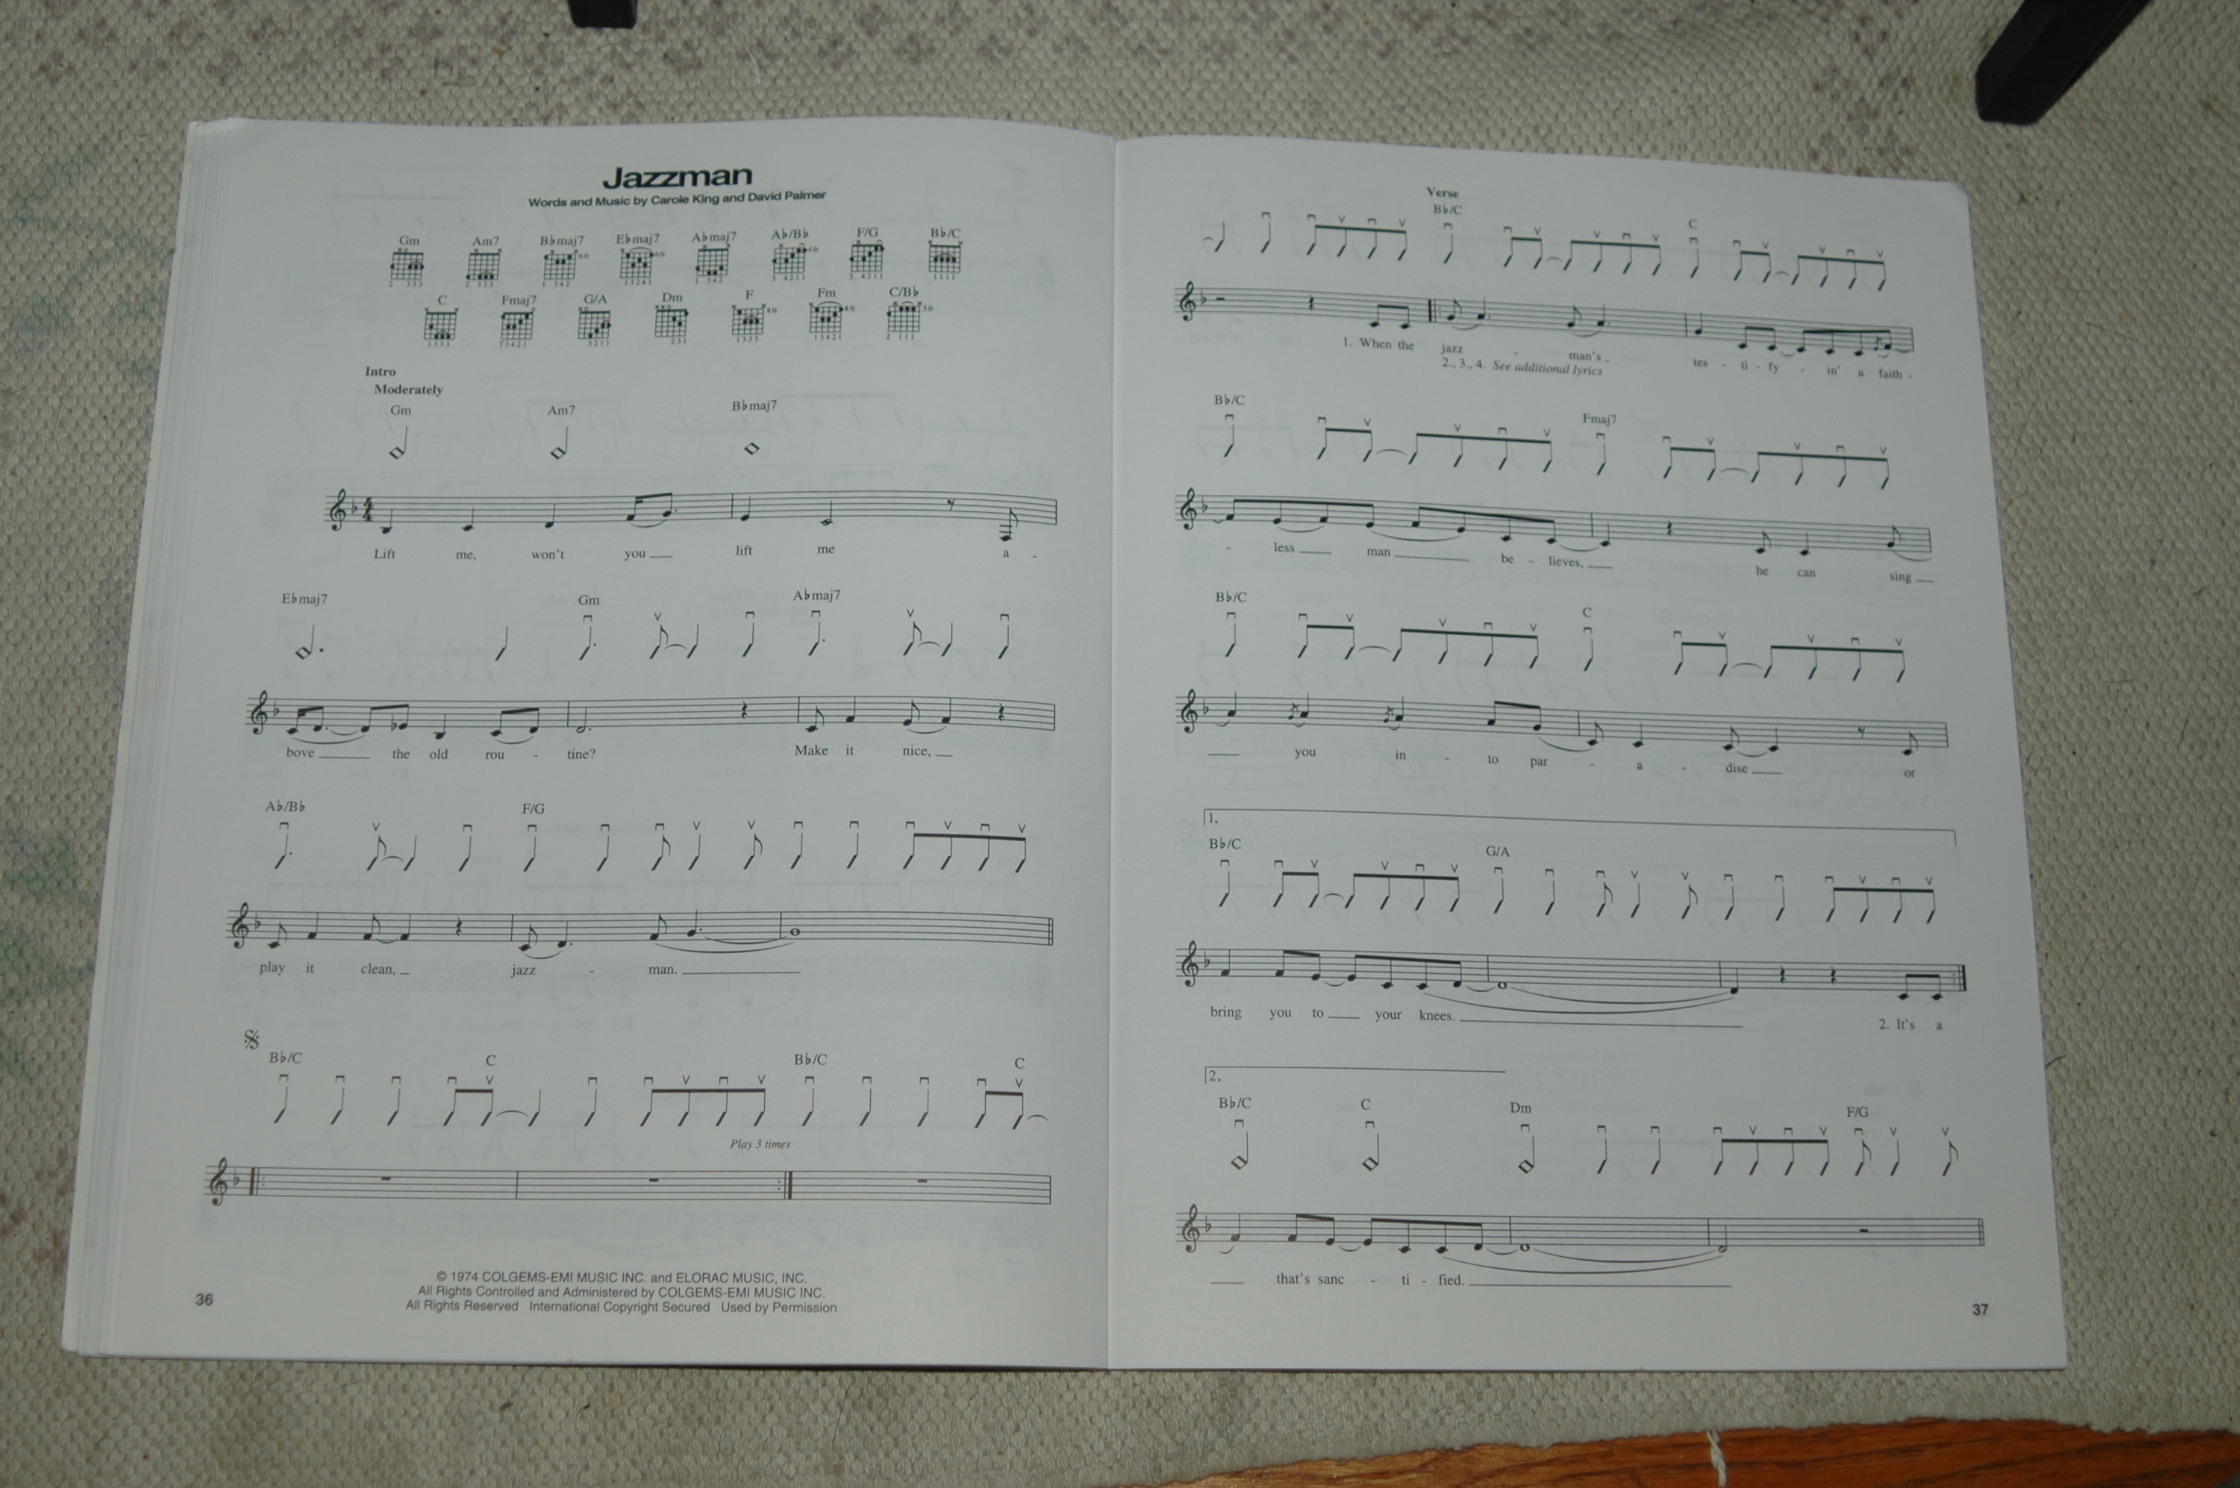 Jazzman
Words and Music by Carole King and David Palmer
Gm Am7 B♭maj7 E♭maj7 A♭maj7 A♭/B♭ F/G B♭/C
C Fmaj7 G/A Dm F Fm C/B♭
Intro
Moderately
Gm Am7 B♭maj7
Lift me, won't you lift me a -
E♭maj7 Gm A♭maj7
bove the old rou - tine? Make it nice,
A♭/B♭ F/G
play it clean, jazz - man.
B♭/C C B♭/C C
Play 3 times
© 1974 COLGEMS-EMI MUSIC INC. and ELORAC MUSIC, INC.
All Rights Controlled and Administered by COLGEMS-EMI MUSIC INC.
All Rights Reserved International Copyright Secured Used by Permission
36
Verse
B♭/C C
1. When the jazz - man's tes - ti - fy - in' a faith -
2., 3., 4. See additional lyrics
B♭/C Fmaj7
- less man be - lieves, he can sing
B♭/C C
you in - to par - a - dise or
1.
B♭/C G/A
bring you to your knees. 2. It's a
2.
B♭/C C Dm F/G
that's sanc - ti - fied.
37